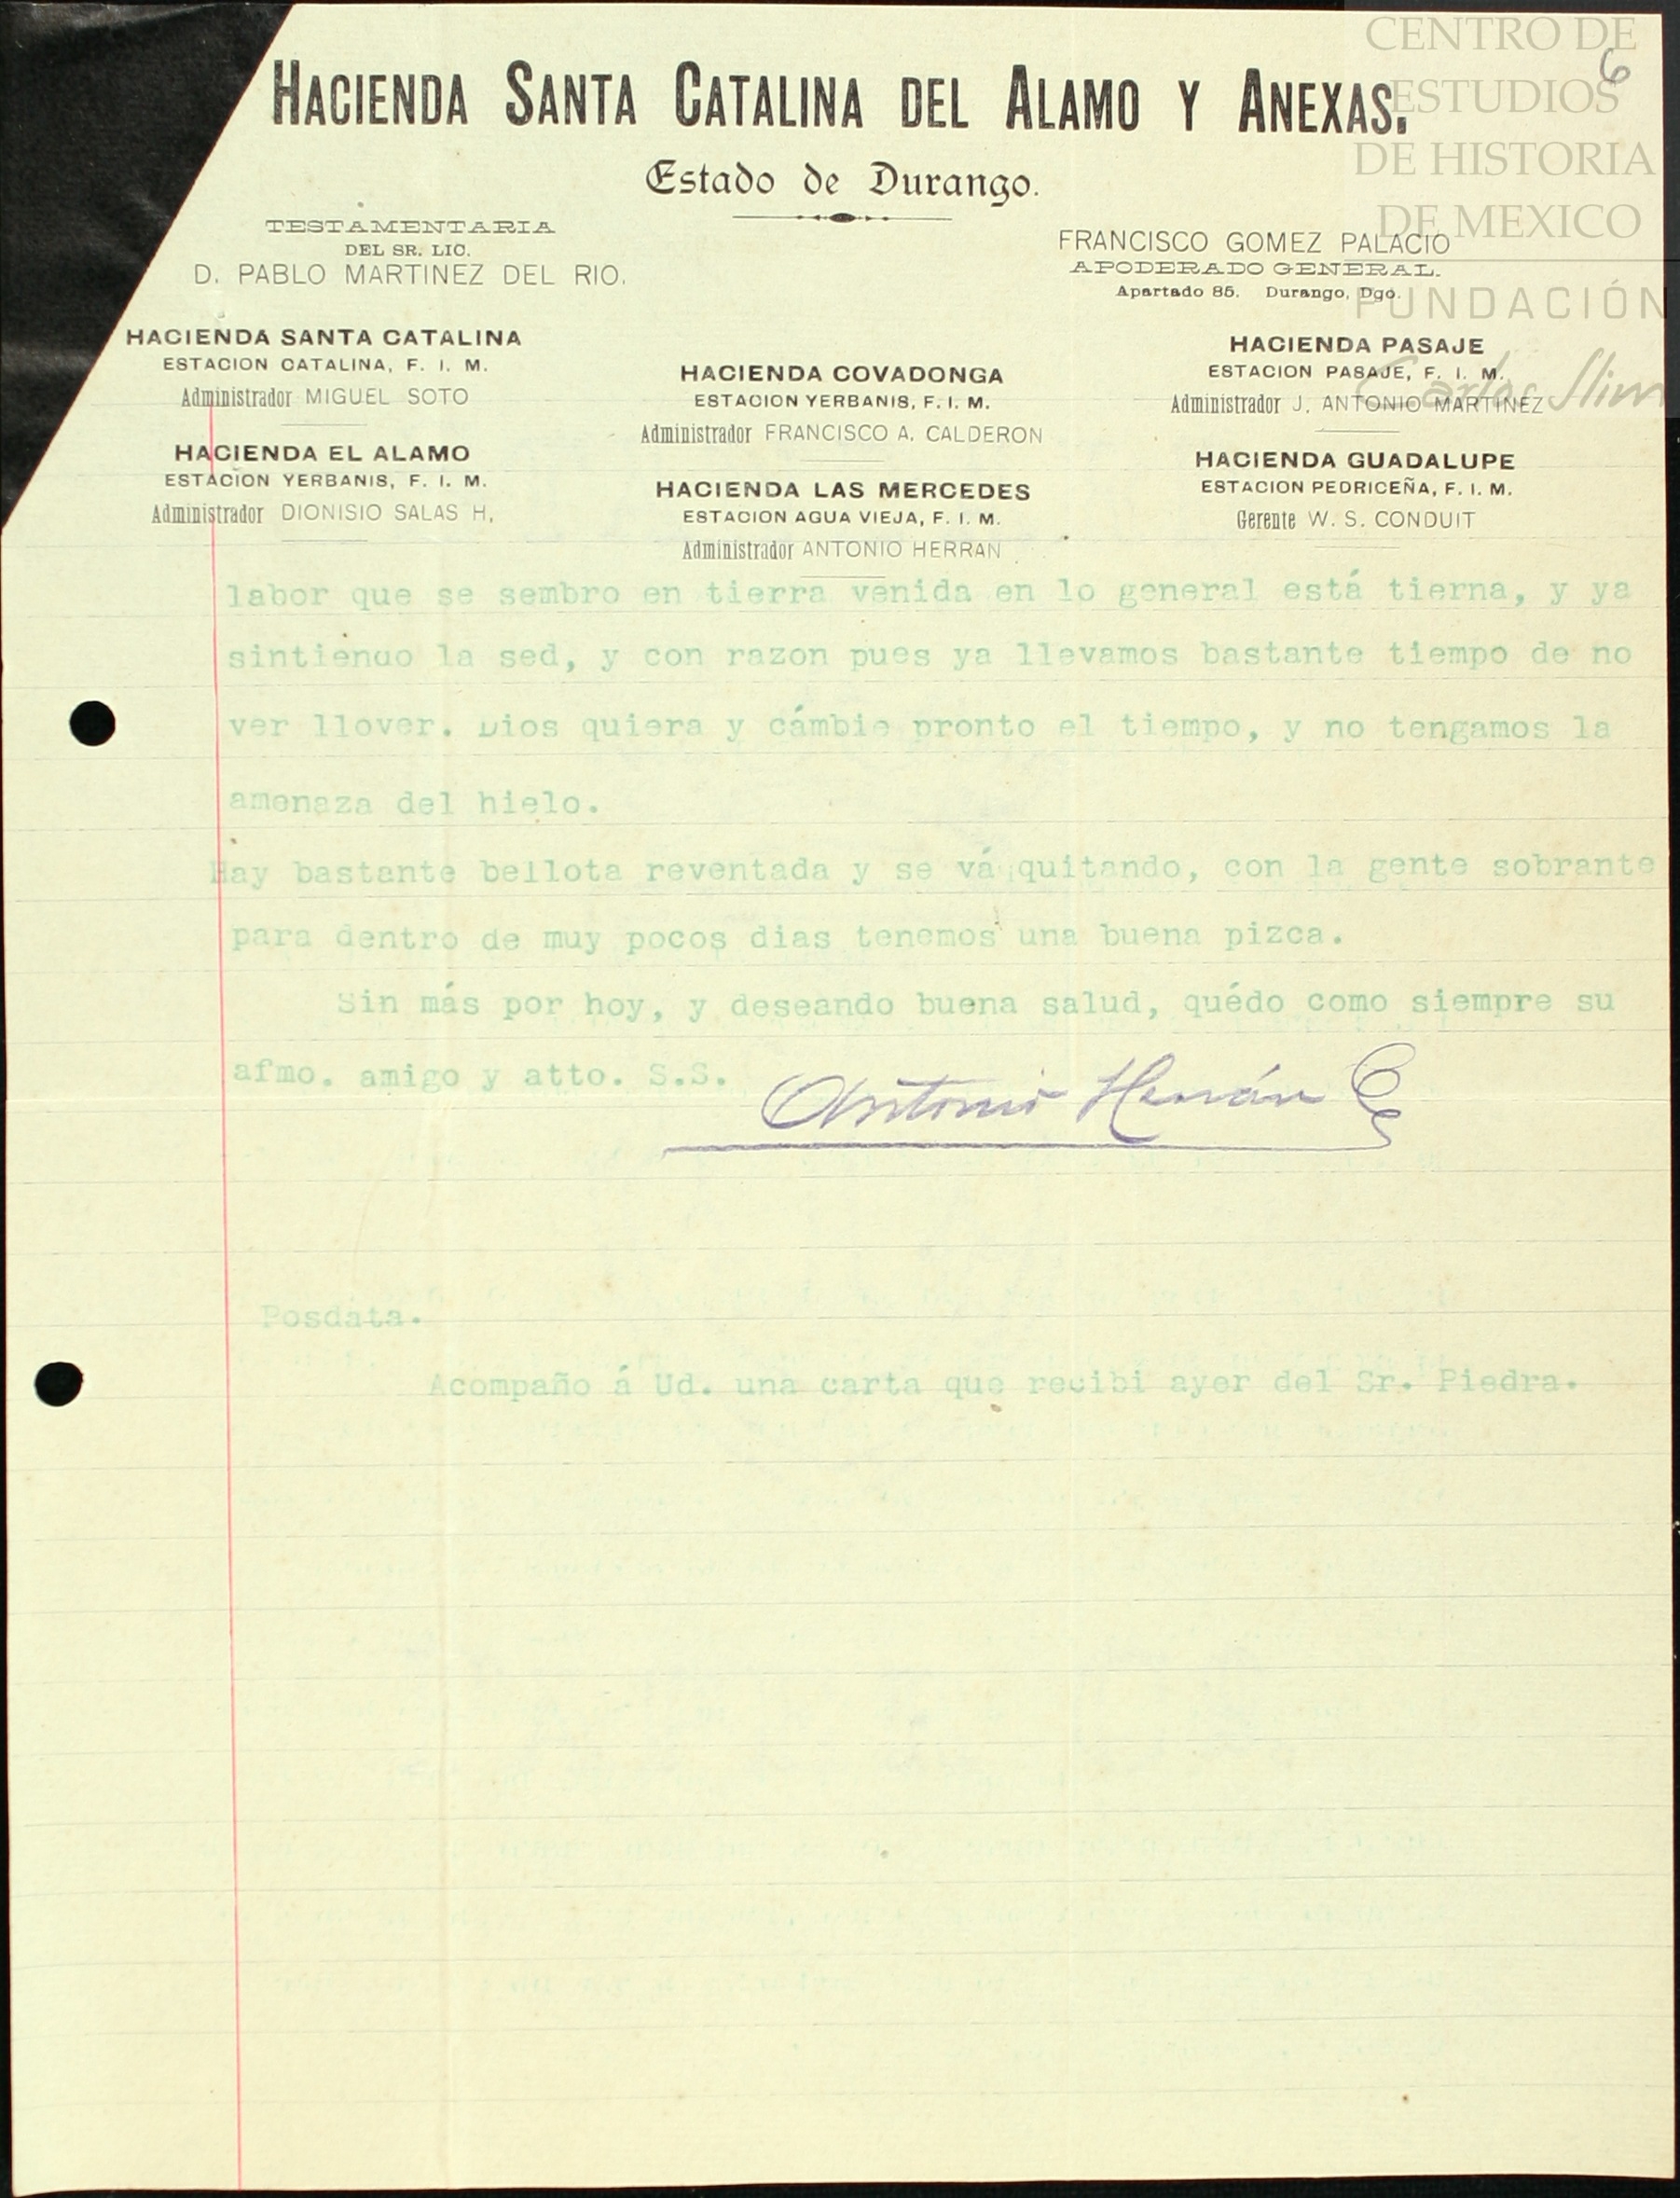 CENTRO DE
ESTUDIOS
DE HISTORIA
DE MEXICO
FUNDACIÓN
Carlos Slim
6
HACIENDA SANTA CATALINA DEL ALAMO Y ANEXAS.
Estado de Durango.
TESTAMENTARIA
DEL SR. LIC.
D. PABLO MARTINEZ DEL RIO.
FRANCISCO GOMEZ PALACIO
APODERADO GENERAL.
Apartado 85. Durango, Dgo.
HACIENDA SANTA CATALINA
ESTACION CATALINA, F. I. M.
Administrador MIGUEL SOTO
HACIENDA EL ALAMO
ESTACION YERBANIS, F. I. M.
Administrador DIONISIO SALAS H,
HACIENDA COVADONGA
ESTACION YERBANIS, F. I. M.
Administrador FRANCISCO A. CALDERON
HACIENDA LAS MERCEDES
ESTACION AGUA VIEJA, F. I. M.
Administrador ANTONIO HERRAN
HACIENDA PASAJE
ESTACION PASAJE, F. I. M.
Administrador J. ANTONIO MARTINEZ
HACIENDA GUADALUPE
ESTACION PEDRICEÑA, F. I. M.
Gerente W. S. CONDUIT
labor que se sembro en tierra venida en lo general está tierna, y ya
sintiendo la sed, y con razon pues ya llevamos bastante tiempo de no
ver llover. Dios quiera y cámbie pronto el tiempo, y no tengamos la
amenaza del hielo.
Hay bastante bellota reventada y se vá quitando, con la gente sobrante
para dentro de muy pocos dias tenemos una buena pizca.
Sin más por hoy, y deseando buena salud, quédo como siempre su
afmo. amigo y atto. S.S.
Antonio Herrán
Posdata.
Acompaño á Ud. una carta que recibi ayer del Sr. Piedra.